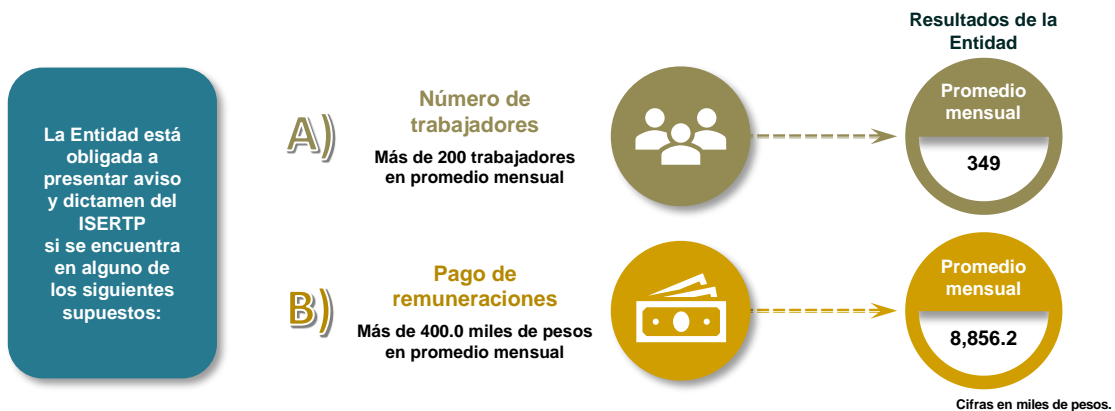 La Entidad está
obligada a
presentar aviso
y dictamen del
ISERTP
si se encuentra
en alguno de
los siguientes
supuestos:
A)
Número de
trabajadores
Más de 200 trabajadores
en promedio mensual
Resultados de la
Entidad
Promedio
mensual
349
B)
Pago de
remuneraciones
Más de 400.0 miles de pesos
en promedio mensual
Promedio
mensual
8,856.2
Cifras en miles de pesos.